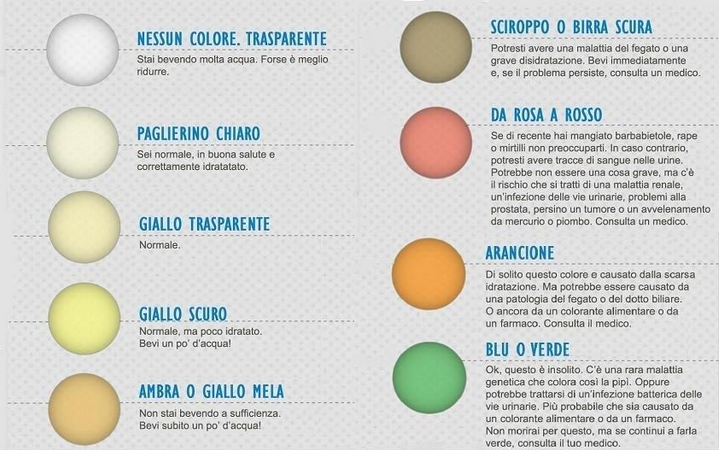 NESSUN COLORE. TRASPARENTE
Stai bevendo molta acqua. Forse è meglio
ridurre.
PAGLIERINO CHIARO
Sei normale, in buona salute e
correttamente idratatato.
GIALLO TRASPARENTE
Normale.
GIALLO SCURO
Normale, ma poco idratato.
Bevi un po’ d’acqua!
AMBRA O GIALLO MELA
Non stai bevendo a sufficienza.
Bevi subito un po’ d’acqua!
SCIROPPO O BIRRA SCURA
Potresti avere una malattia del fegato o una
grave disidratazione. Bevi immediatamente
e, se il problema persiste, consulta un medico.
DA ROSA A ROSSO
Se di recente hai mangiato barbabietole, rape
o mirtilli non preoccuparti. In caso contrario,
potresti avere tracce di sangue nelle urine.
Potrebbe non essere una cosa grave, ma c’è
il rischio che si tratti di una malattia renale,
un’infezione delle vie urinarie, problemi alla
prostata, persino un tumore o un avvelenamento
da mercurio o piombo. Consulta un medico.
ARANCIONE
Di solito questo colore e causato dalla scarsa
idratazione. Ma potrebbe essere causato da
una patologia del fegato o del dotto biliare.
O ancora da un colorante alimentare o da
un farmaco. Consulta il medico.
BLU O VERDE
Ok, questo è insolito. C’è una rara malattia
genetica che colora così la pipì. Oppure
potrebbe trattarsi di un’infezione batterica delle
vie urinarie. Più probabile che sia causato da
un colorante alimentare o da un farmaco.
Non morirai per questo, ma se continui a farla
verde, consulta il tuo medico.